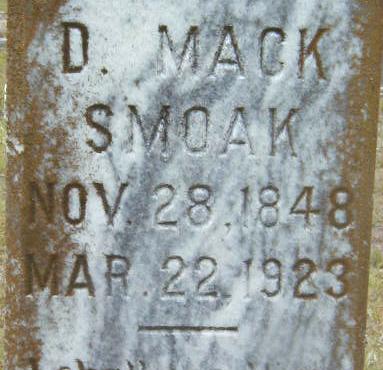 D. MACK
SMOAK
NOV. 28, 1848
MAR. 22, 1923